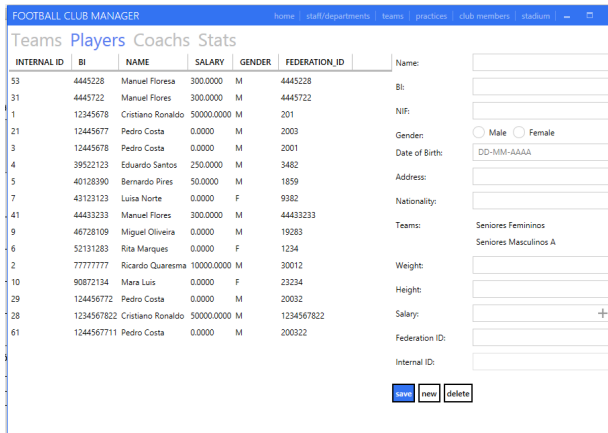 FOOTBALL CLUB MANAGER home | staff/departments | teams | practices | club members | stadium |
Teams Players Coachs Stats
INTERNAL ID BI NAME SALARY GENDER FEDERATION_ID
53 4445228 Manuel Floresa 300.0000 M 4445228
31 4445722 Manuel Flores 300.0000 M 4445722
1 12345678 Cristiano Ronaldo 50000.0000 M 201
21 12445677 Pedro Costa 0.0000 M 2003
3 12445678 Pedro Costa 0.0000 M 2001
4 39522123 Eduardo Santos 250.0000 M 3482
5 40128390 Bernardo Pires 50.0000 M 1859
7 43123123 Luisa Norte 0.0000 F 9382
41 44433233 Manuel Flores 300.0000 M 44433233
9 46728109 Miguel Oliveira 0.0000 M 19283
6 52131283 Rita Marques 0.0000 F 1234
2 77777777 Ricardo Quaresma 10000.0000 M 30012
10 90872134 Mara Luis 0.0000 F 23234
29 124456772 Pedro Costa 0.0000 M 20032
28 1234567822 Cristiano Ronaldo 50000.0000 M 1234567822
61 1244567711 Pedro Costa 0.0000 M 200322
Name:
BI:
NIF:
Gender: Male Female
Date of Birth: DD-MM-AAAA
Address:
Nationality:
Teams: Seniores Femininos
Seniores Masculinos A
Weight:
Height:
Salary: +
Federation ID:
Internal ID:
save new delete